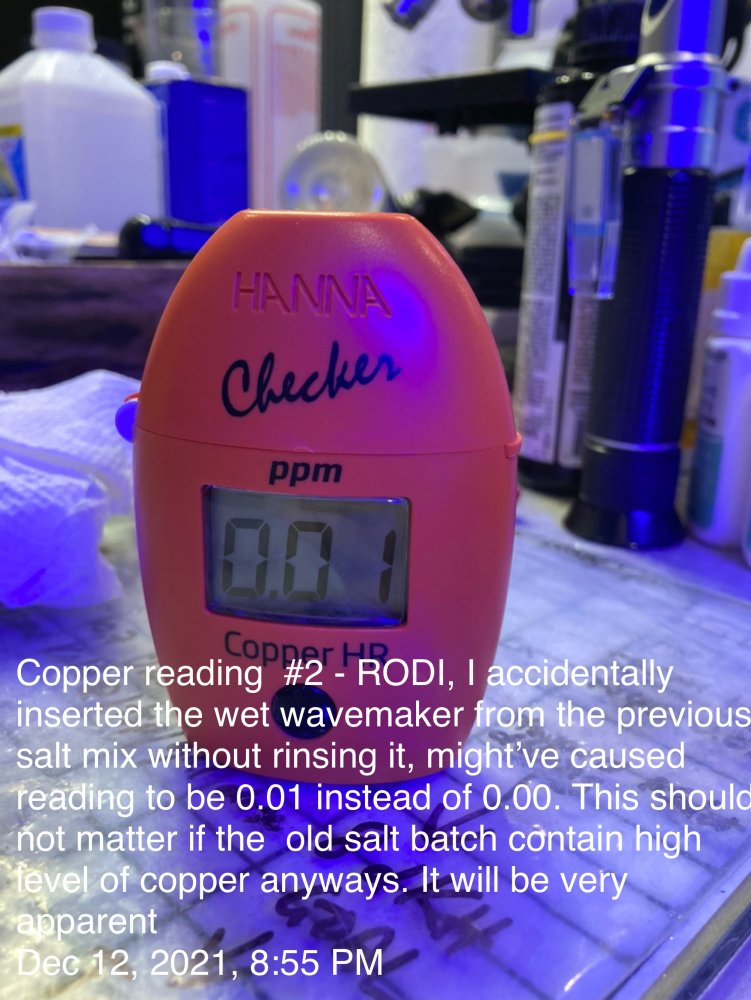 HANNA
Checker
ppm
0.01
Copper HR
Copper reading  #2 - RODI, I accidentally
inserted the wet wavemaker from the previous
salt mix without rinsing it, might’ve caused
reading to be 0.01 instead of 0.00. This should
not matter if the  old salt batch contain high
level of copper anyways. It will be very
apparent
Dec 12, 2021, 8:55 PM